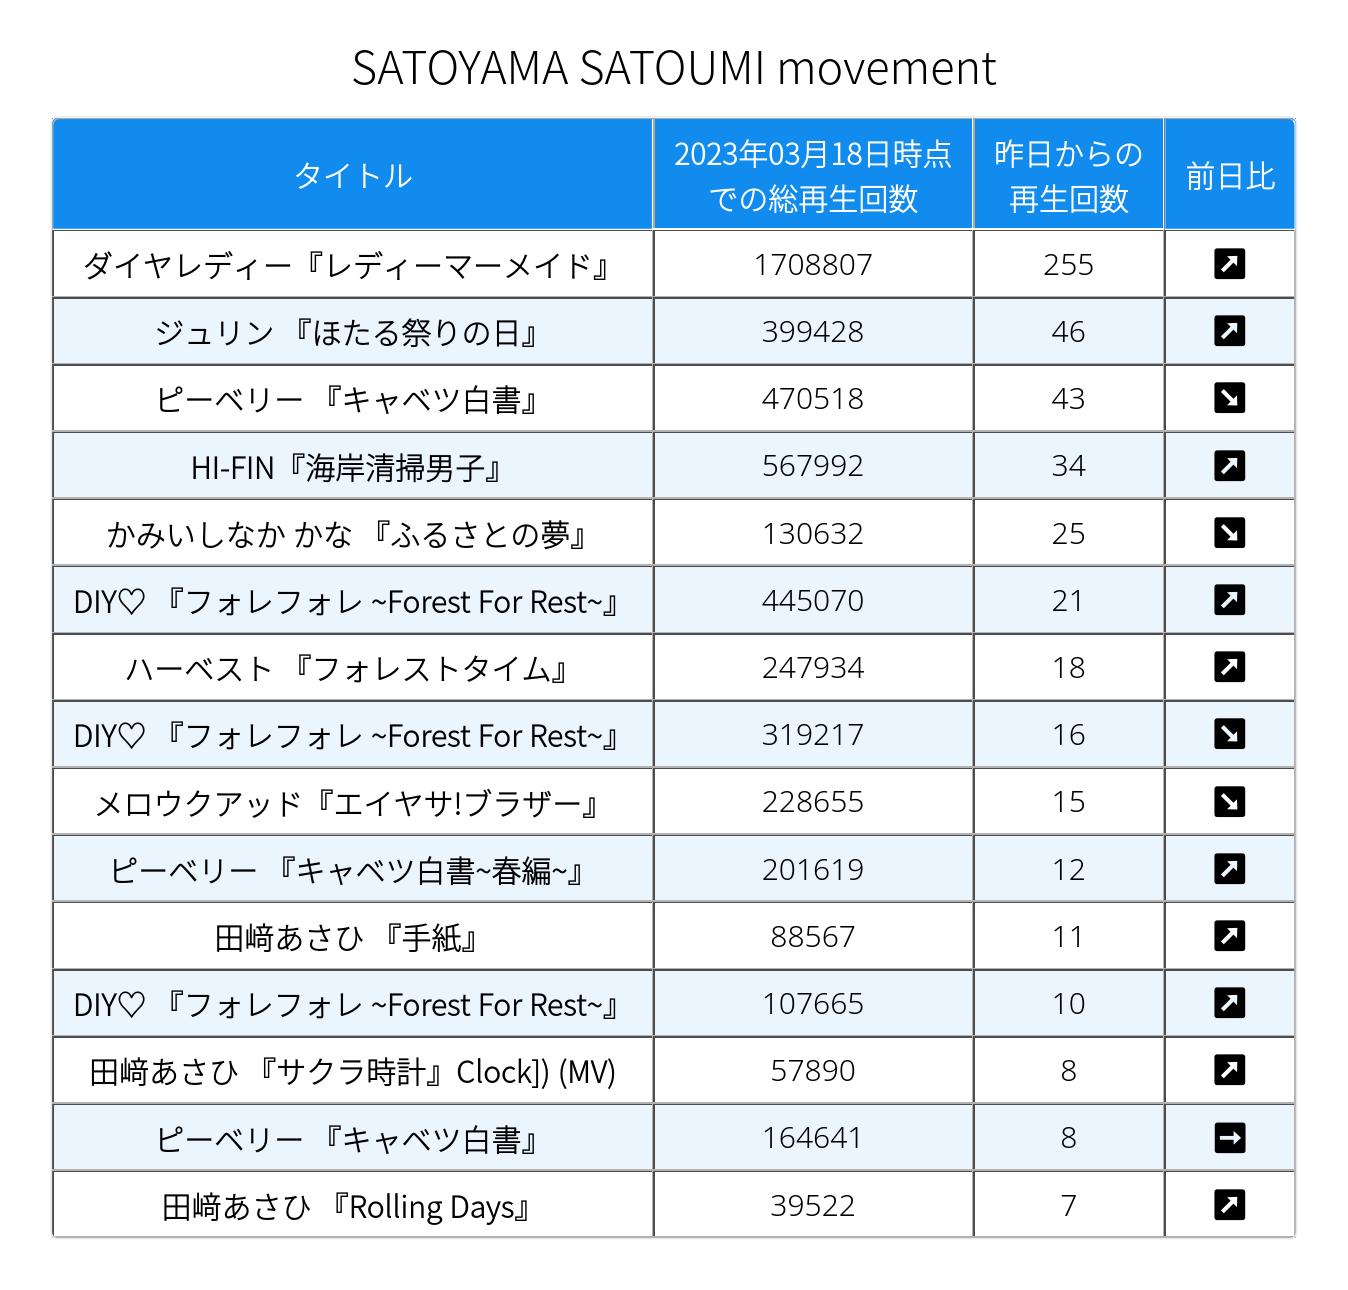 SATOYAMA SATOUMI movement
タイトル 2023年03月18日時点での総再生回数 昨日からの再生回数 前日比
ダイヤレディー『レディーマーメイド』 1708807 255 ↗
ジュリン 『ほたる祭りの日』 399428 46 ↗
ピーベリー 『キャベツ白書』 470518 43 ↘
HI-FIN『海岸清掃男子』 567992 34 ↗
かみいしなか かな 『ふるさとの夢』 130632 25 ↘
DIY♡ 『フォレフォレ ~Forest For Rest~』 445070 21 ↗
ハーベスト 『フォレストタイム』 247934 18 ↗
DIY♡ 『フォレフォレ ~Forest For Rest~』 319217 16 ↘
メロウクアッド『エイヤサ!ブラザー』 228655 15 ↘
ピーベリー 『キャベツ白書~春編~』 201619 12 ↗
田﨑あさひ 『手紙』 88567 11 ↗
DIY♡ 『フォレフォレ ~Forest For Rest~』 107665 10 ↗
田﨑あさひ 『サクラ時計』Clock]) (MV) 57890 8 ↗
ピーベリー 『キャベツ白書』 164641 8 →
田﨑あさひ 『Rolling Days』 39522 7 ↗